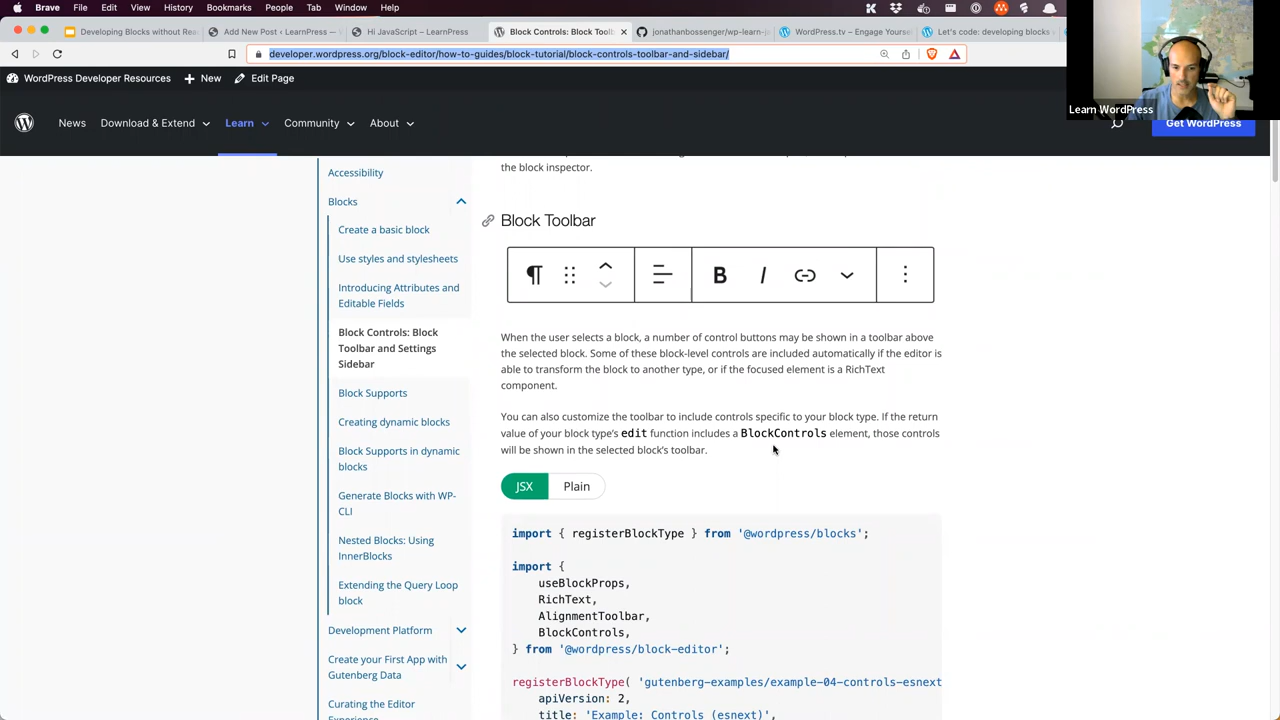 Brave File Edit View History Bookmarks People Tab Window Help
Developing Blocks without Rea
Add New Post ‹ LearnPress —
Hi JavaScript – LearnPress
Block Controls: Block Toolb
jonathanbossenger/wp-learn-j
WordPress.tv – Engage Yoursel
Let's code: developing blocks
developer.wordpress.org/block-editor/how-to-guides/block-tutorial/block-controls-toolbar-and-sidebar/
WordPress Developer Resources New Edit Page
Learn WordPress
News Download & Extend Learn Community About
Get WordPress
the block inspector.
Accessibility
Blocks
Create a basic block
Use styles and stylesheets
Introducing Attributes and
Editable Fields
Block Controls: Block
Toolbar and Settings
Sidebar
Block Supports
Creating dynamic blocks
Block Supports in dynamic
blocks
Generate Blocks with WP-
CLI
Nested Blocks: Using
InnerBlocks
Extending the Query Loop
block
Development Platform
Create your First App with
Gutenberg Data
Curating the Editor
Block Toolbar
B I
When the user selects a block, a number of control buttons may be shown in a toolbar above
the selected block. Some of these block-level controls are included automatically if the editor is
able to transform the block to another type, or if the focused element is a RichText
component.
You can also customize the toolbar to include controls specific to your block type. If the return
value of your block type's edit function includes a BlockControls element, those controls
will be shown in the selected block's toolbar.
JSX Plain
import { registerBlockType } from '@wordpress/blocks';
import {
useBlockProps,
RichText,
AlignmentToolbar,
BlockControls,
} from '@wordpress/block-editor';
registerBlockType( 'gutenberg-examples/example-04-controls-esnext
apiVersion: 2,
title: 'Example: Controls (esnext)',